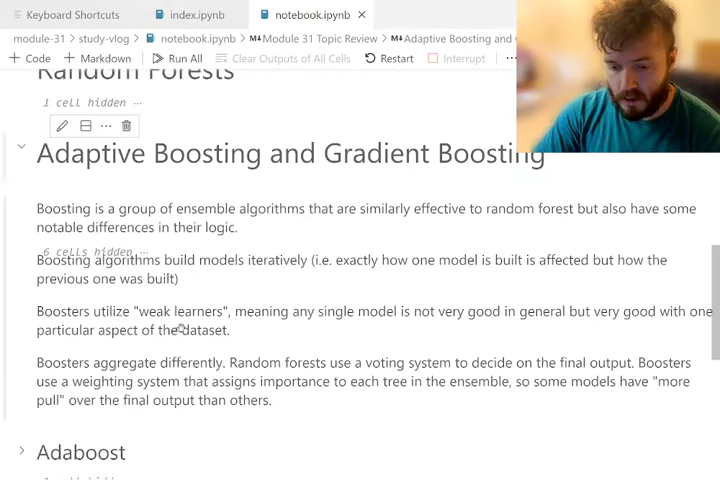 Keyboard Shortcuts
index.ipynb
notebook.ipynb
module-31 > study-vlog > notebook.ipynb > Module 31 Topic Review > Adaptive Boosting and
+ Code + Markdown Run All Clear Outputs of All Cells Restart Interrupt ...
Random Forests
1 cell hidden ...
Adaptive Boosting and Gradient Boosting
Boosting is a group of ensemble algorithms that are similarly effective to random forest but also have some
notable differences in their logic.
6 cells hidden ...
Boosting algorithms build models iteratively (i.e. exactly how one model is built is affected but how the
previous one was built)
Boosters utilize "weak learners", meaning any single model is not very good in general but very good with one
particular aspect of the dataset.
Boosters aggregate differently. Random forests use a voting system to decide on the final output. Boosters
use a weighting system that assigns importance to each tree in the ensemble, so some models have "more
pull" over the final output than others.
Adaboost